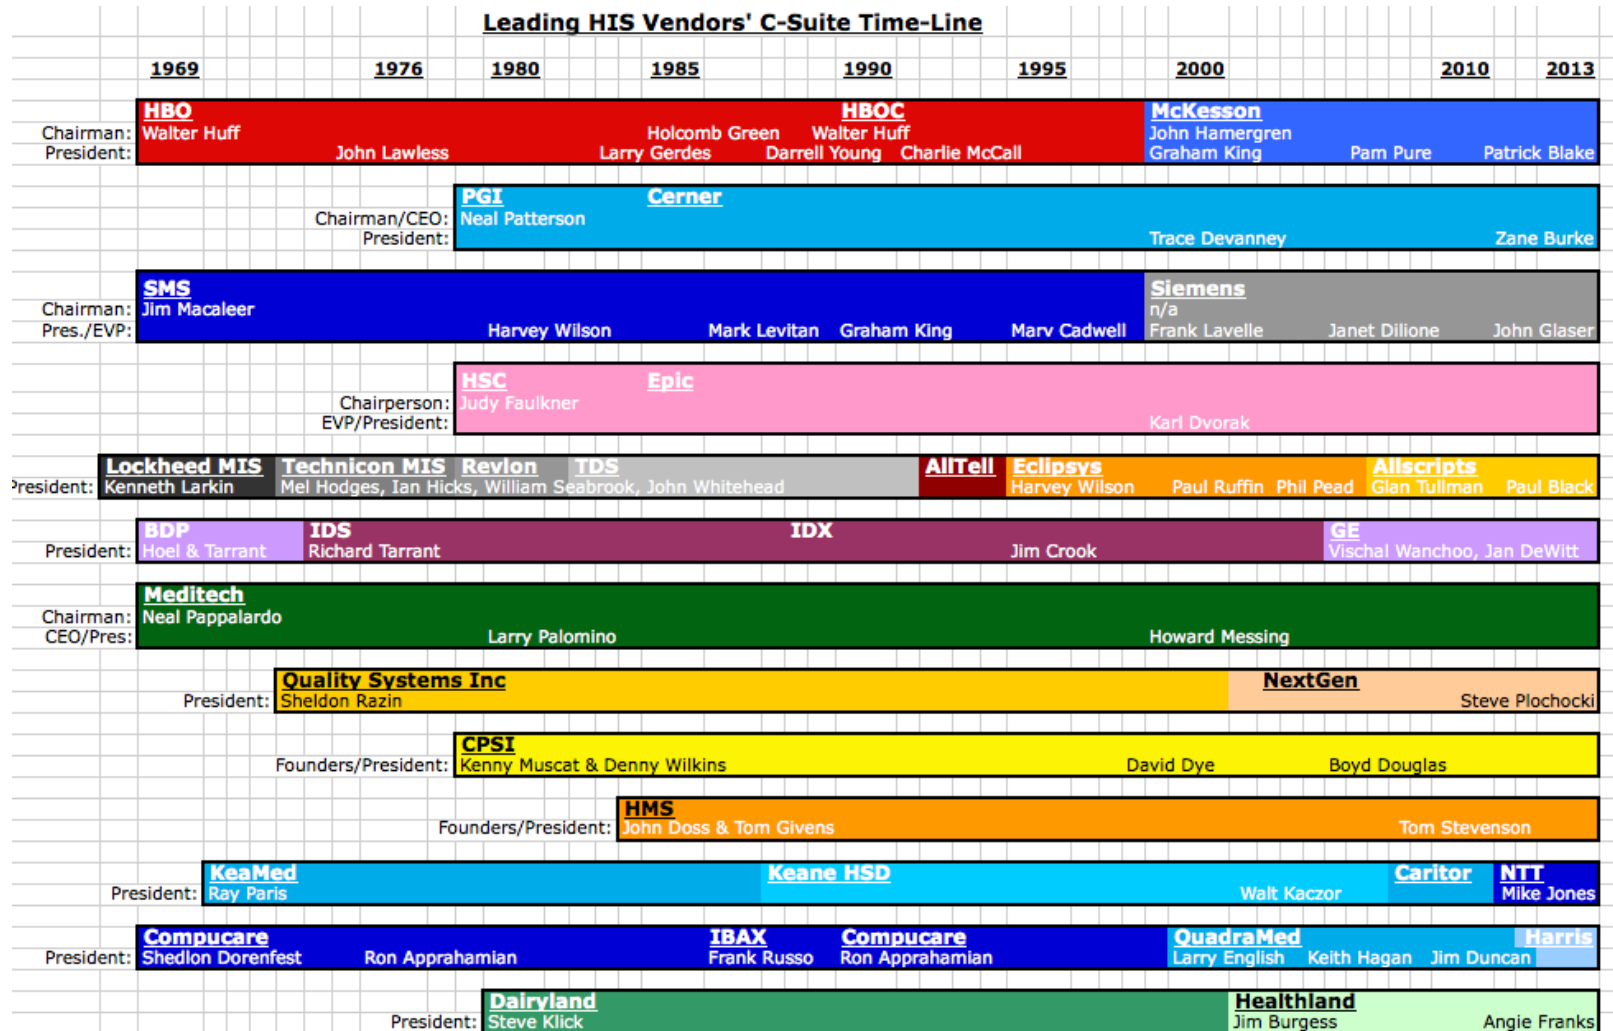 Leading HIS Vendors' C-Suite Time-Line
1969 1976 1980 1985 1990 1995 2000 2010 2013
HBO HBOC McKesson
Chairman: Walter Huff Holcomb Green Walter Huff John Hamergren
President: John Lawless Larry Gerdes Darrell Young Charlie McCall Graham King Pam Pure Patrick Blake
PGI Cerner
Chairman/CEO: Neal Patterson
President: Trace Devanney Zane Burke
SMS Siemens
Chairman: Jim Macaleer n/a
Pres./EVP: Harvey Wilson Mark Levitan Graham King Marv Cadwell Frank Lavelle Janet Dilione John Glaser
HSC Epic
Chairperson: Judy Faulkner
EVP/President: Karl Dvorak
Lockheed MIS Technicon MIS Revlon TDS AllTell Eclipsys Allscripts
President: Kenneth Larkin Mel Hodges, Ian Hicks, William Seabrook, John Whitehead Harvey Wilson Paul Ruffin Phil Pead Glan Tullman Paul Black
BDP IDS IDX GE
President: Hoel & Tarrant Richard Tarrant Jim Crook Vischal Wanchoo, Jan DeWitt
Meditech
Chairman: Neal Pappalardo
CEO/Pres: Larry Palomino Howard Messing
Quality Systems Inc NextGen
President: Sheldon Razin Steve Plochocki
CPSI
Founders/President: Kenny Muscat & Denny Wilkins David Dye Boyd Douglas
HMS
Founders/President: John Doss & Tom Givens Tom Stevenson
KeaMed Keane HSD Caritor NTT
President: Ray Paris Walt Kaczor Mike Jones
Compucare IBAX Compucare QuadraMed Harris
President: Shedlon Dorenfest Ron Apprahamian Frank Russo Ron Apprahamian Larry English Keith Hagan Jim Duncan
Dairyland Healthland
President: Steve Klick Jim Burgess Angie Franks